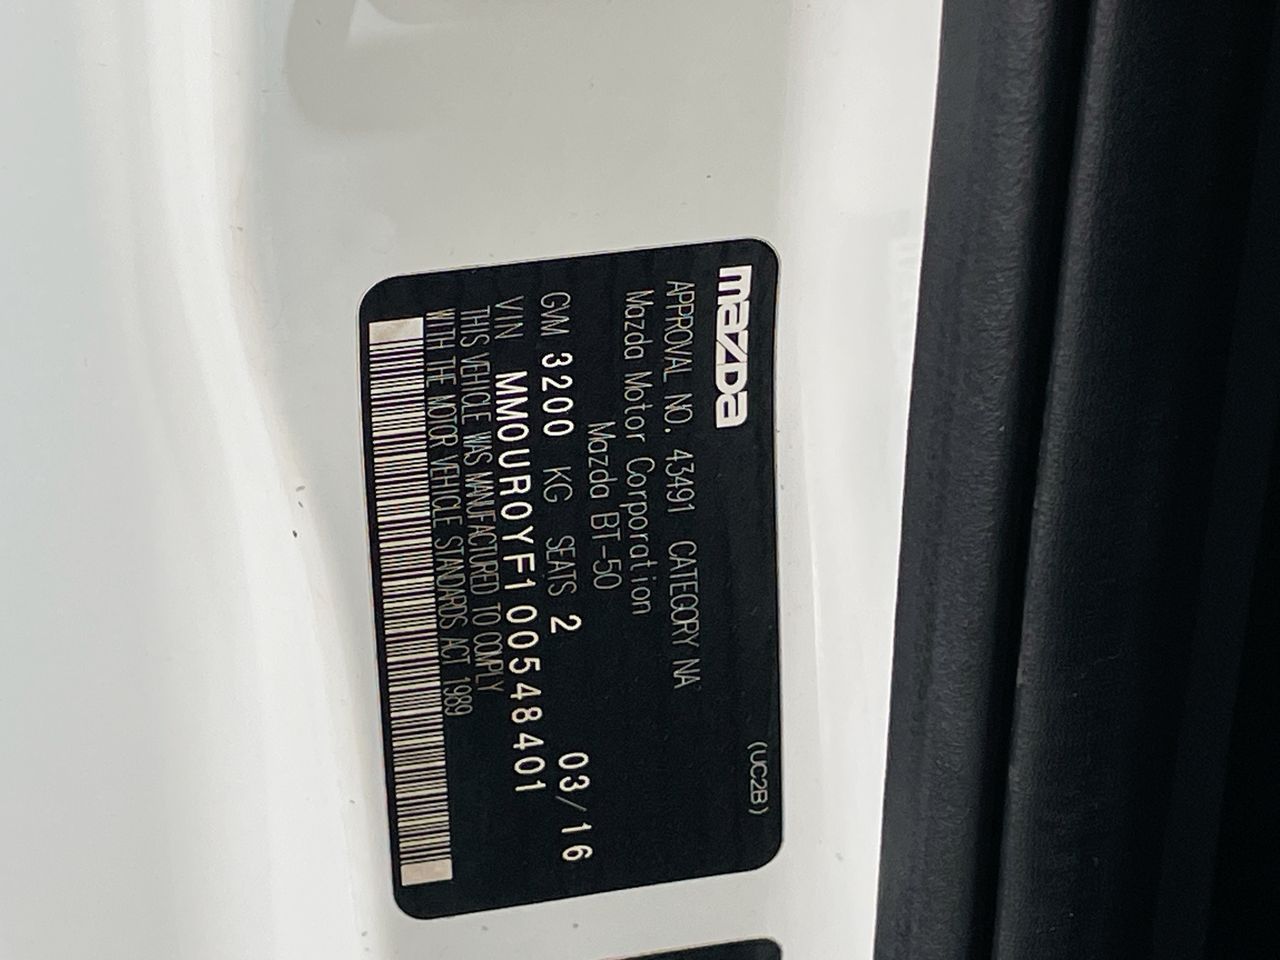 mazda
(UC2B)
APPROVAL NO. 43491 CATEGORY NA
Mazda Motor Corporation
Mazda BT-50
GVM 3200 KG SEATS 2 03/16
VIN MM0UR0YF100548401
THIS VEHICLE WAS MANUFACTURED TO COMPLY
WITH THE MOTOR VEHICLE STANDARDS ACT 1989